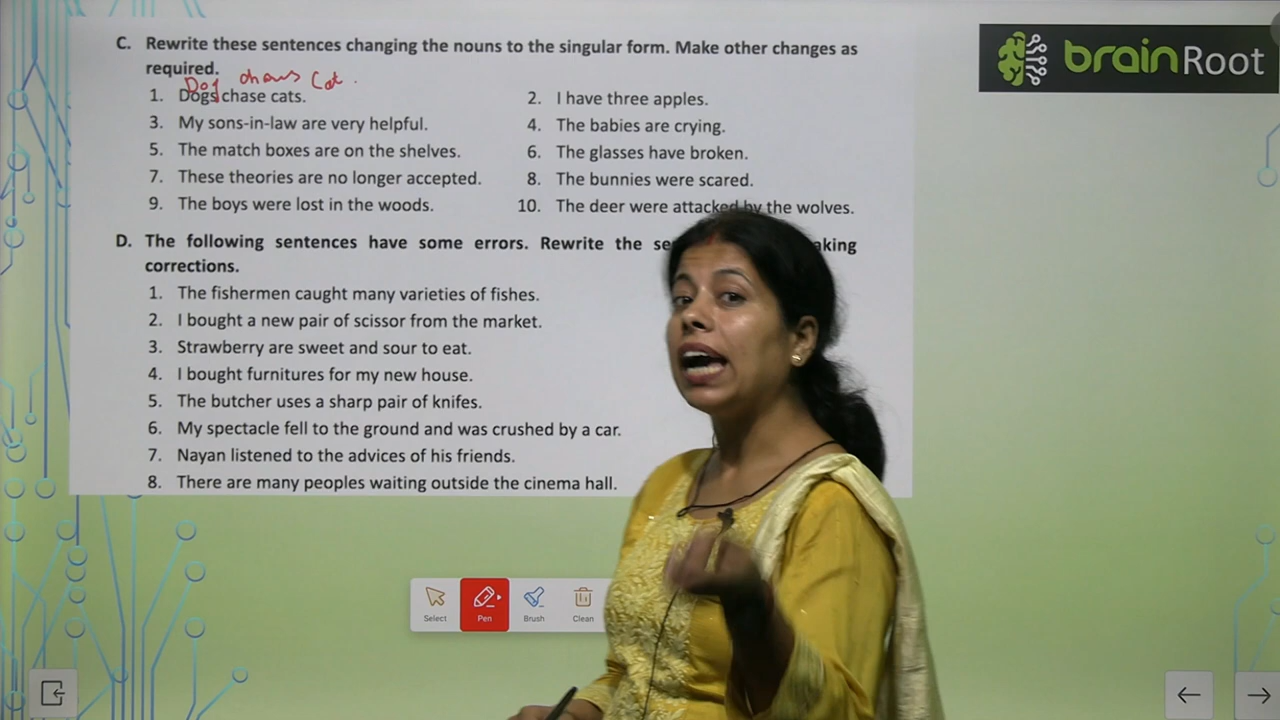 C. Rewrite these sentences changing the nouns to the singular form. Make other changes as
required.
Dog chaws Cat.
1. Dogs chase cats.
2. I have three apples.
3. My sons-in-law are very helpful.
4. The babies are crying.
5. The match boxes are on the shelves.
6. The glasses have broken.
7. These theories are no longer accepted.
8. The bunnies were scared.
9. The boys were lost in the woods.
10. The deer were attacked by the wolves.
D. The following sentences have some errors. Rewrite the se aking
corrections.
1. The fishermen caught many varieties of fishes.
2. I bought a new pair of scissor from the market.
3. Strawberry are sweet and sour to eat.
4. I bought furnitures for my new house.
5. The butcher uses a sharp pair of knifes.
6. My spectacle fell to the ground and was crushed by a car.
7. Nayan listened to the advices of his friends.
8. There are many peoples waiting outside the cinema hall.
brainRoot
Select Pen Brush Clean